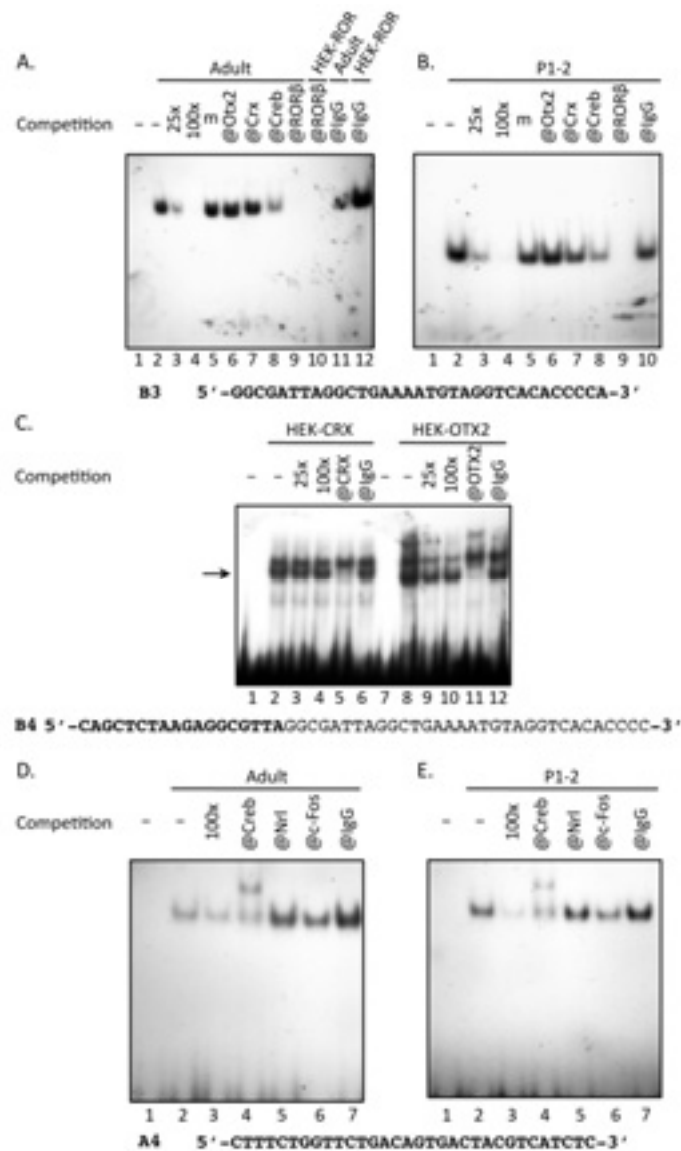 A.
Adult
HEK-ROR
Adult
HEK-ROR
Competition
- - 25x 100x m @Otx2 @Crx @Creb @RORβ @RORβ @IgG @IgG
1 2 3 4 5 6 7 8 9 10 11 12
B.
P1-2
- - 25x 100x m @Otx2 @Crx @Creb @RORβ @IgG
1 2 3 4 5 6 7 8 9 10
B3 5′-GGCGATTAGGCTGAAAATGTAGGTCACACCCCA-3′
C.
HEK-CRX HEK-OTX2
Competition
- - 25x 100x @CRX @IgG - - 25x 100x @OTX2 @IgG
1 2 3 4 5 6 7 8 9 10 11 12
B4 5′-CAGCTCTAAGAGGCGTTAGGCGATTAGGCTGAAAATGTAGGTCACACCCC-3′
D.
Adult
Competition
- - 100x @Creb @Nrl @c-Fos @IgG
1 2 3 4 5 6 7
E.
P1-2
- - 100x @Creb @Nrl @c-Fos @IgG
1 2 3 4 5 6 7
A4 5′-CTTTCTGGTTCTGACAGTGACTACGTCATCTC-3′